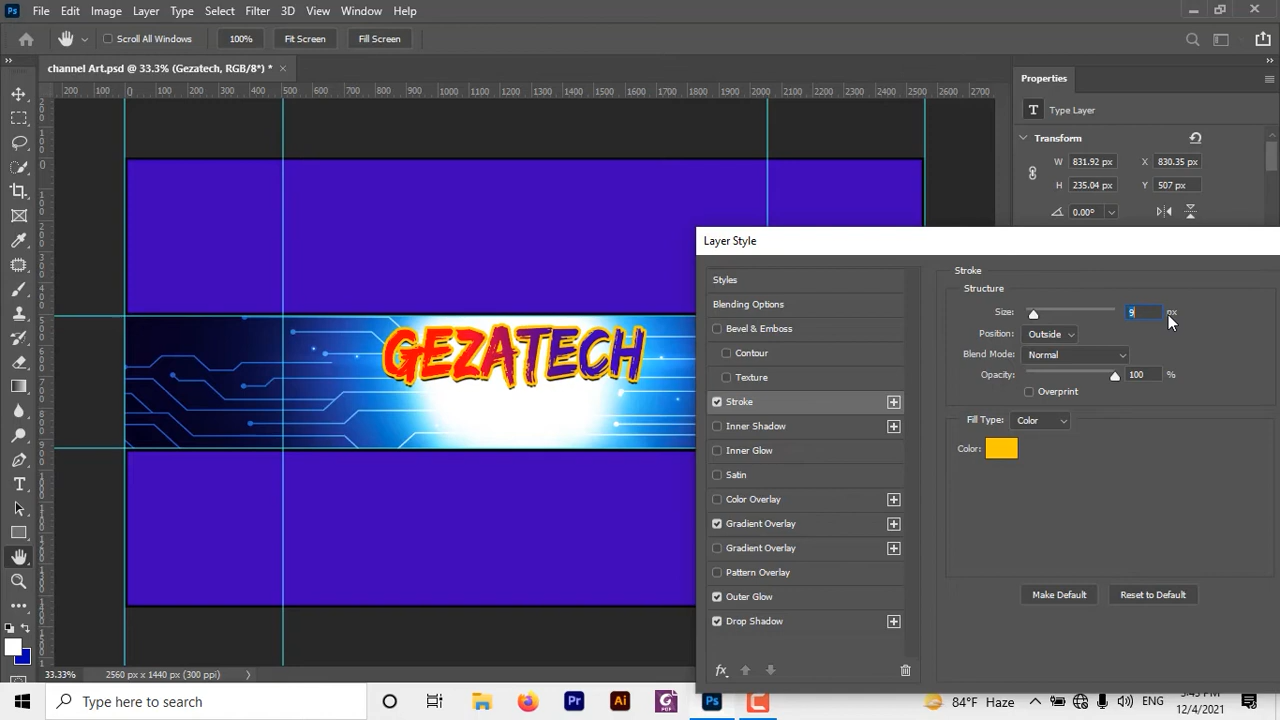 Ps File Edit Image Layer Type Select Filter 3D View Window Help
Scroll All Windows 100% Fit Screen Fill Screen
channel Art.psd @ 33.3% (Gezatech, RGB/8*) *
200 100 0 100 200 300 400 500 600 700 800 900 1000 1100 1200 1300 1400 1500 1600 1700 1800 1900 2000 2100 2200 2300 2400 2500 2600 2700
Properties
T Type Layer
Transform
W 831.92 px X 830.35 px
H 235.04 px Y 507 px
0.00°
Layer Style
Styles
Blending Options
Bevel & Emboss
Contour
Texture
Stroke
Inner Shadow
Inner Glow
Satin
Color Overlay
Gradient Overlay
Gradient Overlay
Pattern Overlay
Outer Glow
Drop Shadow
fx
Stroke
Structure
Size: 9 px
Position: Outside
Blend Mode: Normal
Opacity: 100 %
Overprint
Fill Type: Color
Color:
Make Default Reset to Default
GEZATECH
33.33% 2560 px x 1440 px (300 ppi)
Type here to search
Pr Ai PDF Ps
84°F Haze ENG
12/4/2021